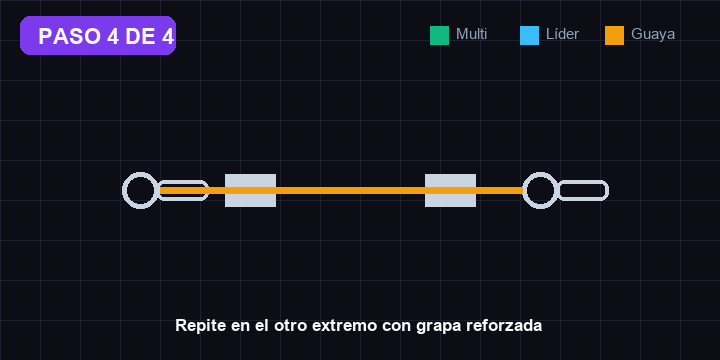 PASO 4 DE 4
Multi
Líder
Guaya
Repite en el otro extremo con grapa reforzada